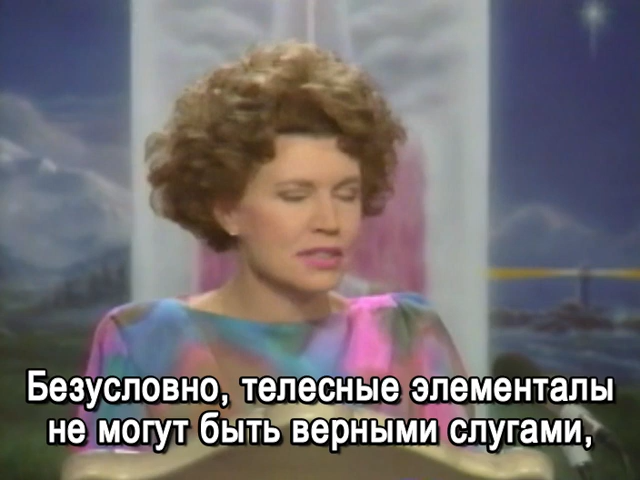 Безусловно, телесные элементалы
не могут быть верными слугами,